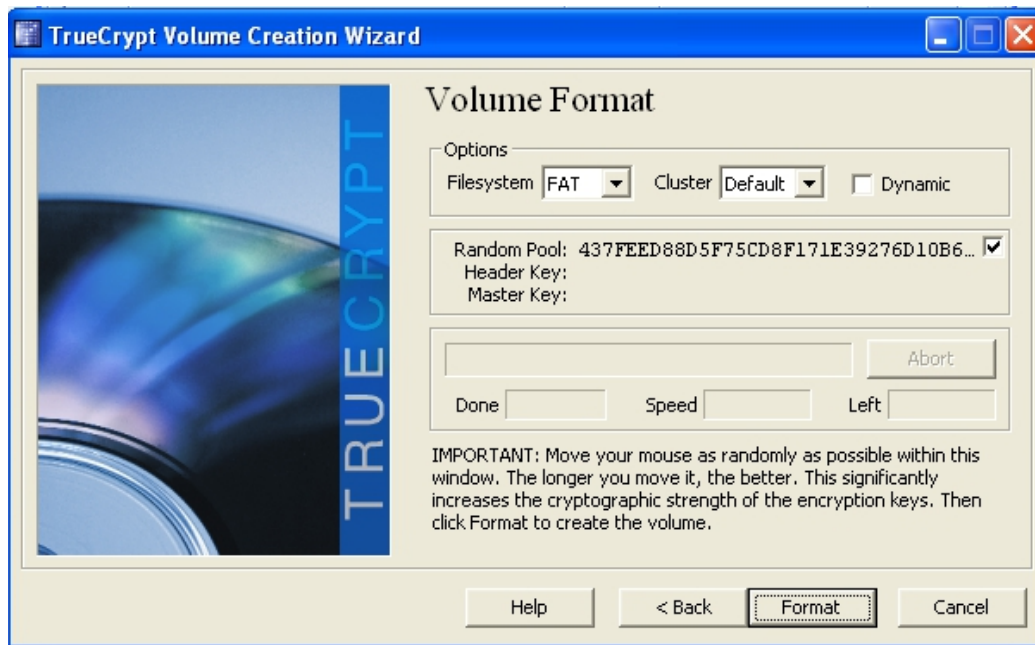 TrueCrypt Volume Creation Wizard
TRUECRYPT
Volume Format
Options
Filesystem FAT Cluster Default Dynamic
Random Pool: 437FEED88D5F75CD8F171E39276D10B6...
Header Key:
Master Key:
Abort
Done Speed Left
IMPORTANT: Move your mouse as randomly as possible within this
window. The longer you move it, the better. This significantly
increases the cryptographic strength of the encryption keys. Then
click Format to create the volume.
Help < Back Format Cancel